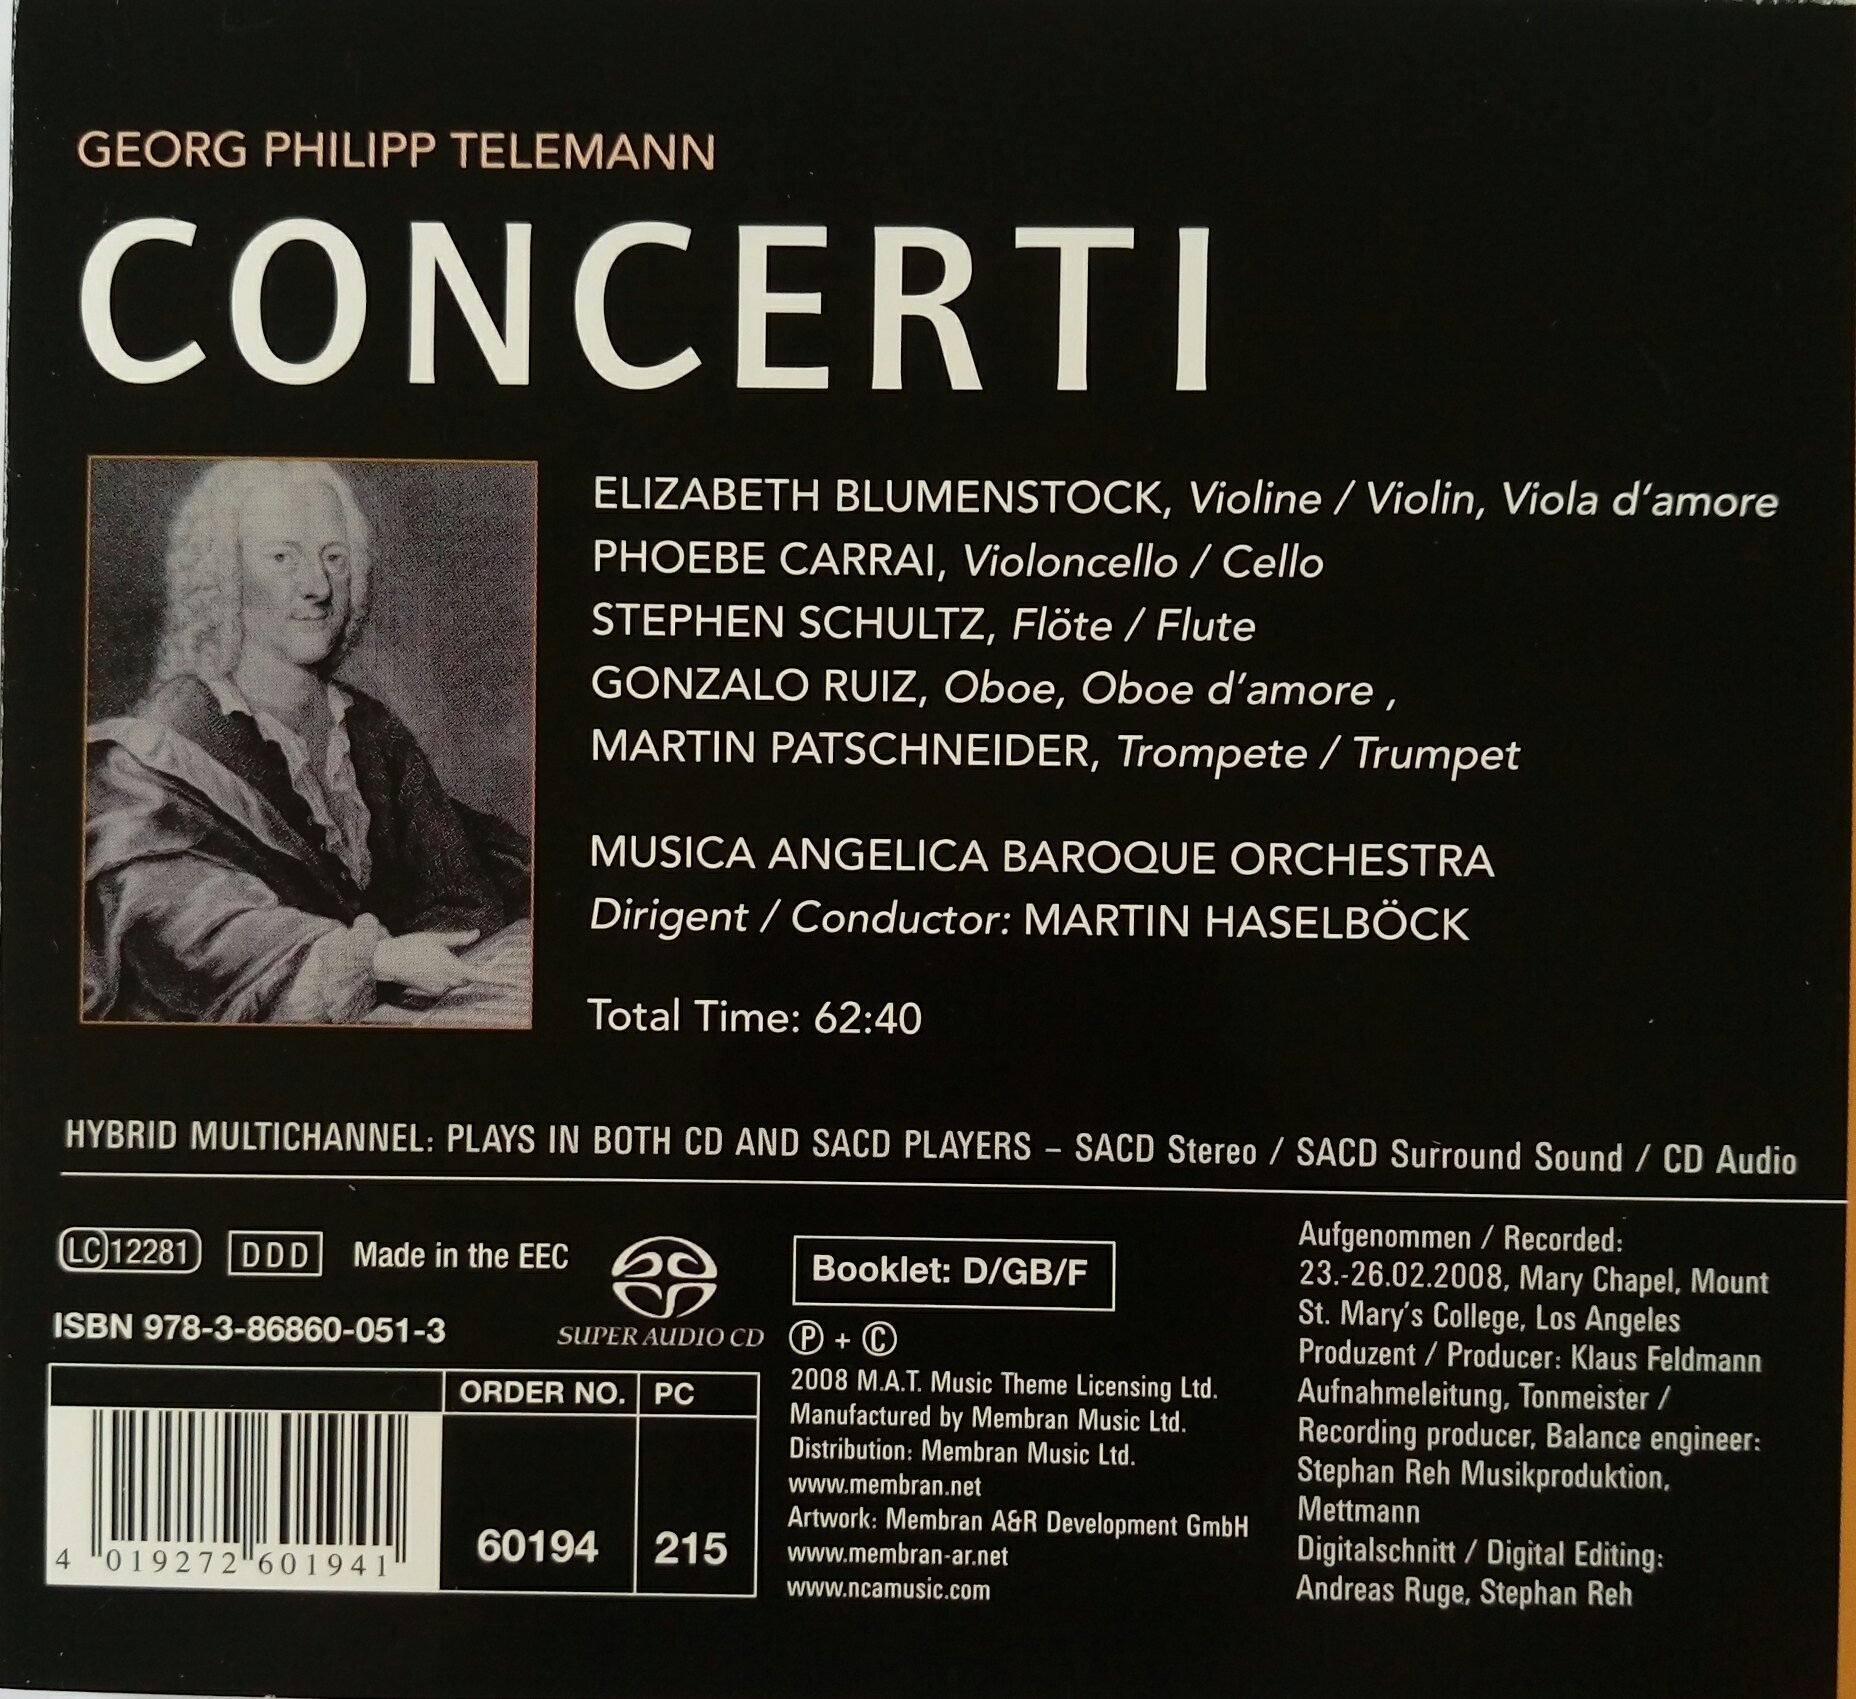 GEORG PHILIPP TELEMANN
CONCERTI
ELIZABETH BLUMENSTOCK, Violine / Violin, Viola d‘amore
PHOEBE CARRAI, Violoncello / Cello
STEPHEN SCHULTZ, Flöte / Flute
GONZALO RUIZ, Oboe, Oboe d’amore ,
MARTIN PATSCHNEIDER, Trompete / Trumpet
MUSICA ANGELICA BAROQUE ORCHESTRA
Dirigent / Conductor: MARTIN HASELBÖCK
Total Time: 62:40
HYBRID MULTICHANNEL: PLAYS IN BOTH CD AND SACD PLAYERS – SACD Stereo / SACD Surround Sound / CD Audio
LC 12281
DDD
Made in the EEC
ISBN 978-3-86860-051-3
SUPER AUDIO CD
ORDER NO.
PC
60194
215
4 019272 601941
Booklet: D/GB/F
Ⓟ + Ⓒ
2008 M.A.T. Music Theme Licensing Ltd.
Manufactured by Membran Music Ltd.
Distribution: Membran Music Ltd.
www.membran.net
Artwork: Membran A&R Development GmbH
www.membran-ar.net
www.ncamusic.com
Aufgenommen / Recorded:
23.-26.02.2008, Mary Chapel, Mount
St. Mary’s College, Los Angeles
Produzent / Producer: Klaus Feldmann
Aufnahmeleitung, Tonmeister /
Recording producer, Balance engineer:
Stephan Reh Musikproduktion,
Mettmann
Digitalschnitt / Digital Editing:
Andreas Ruge, Stephan Reh